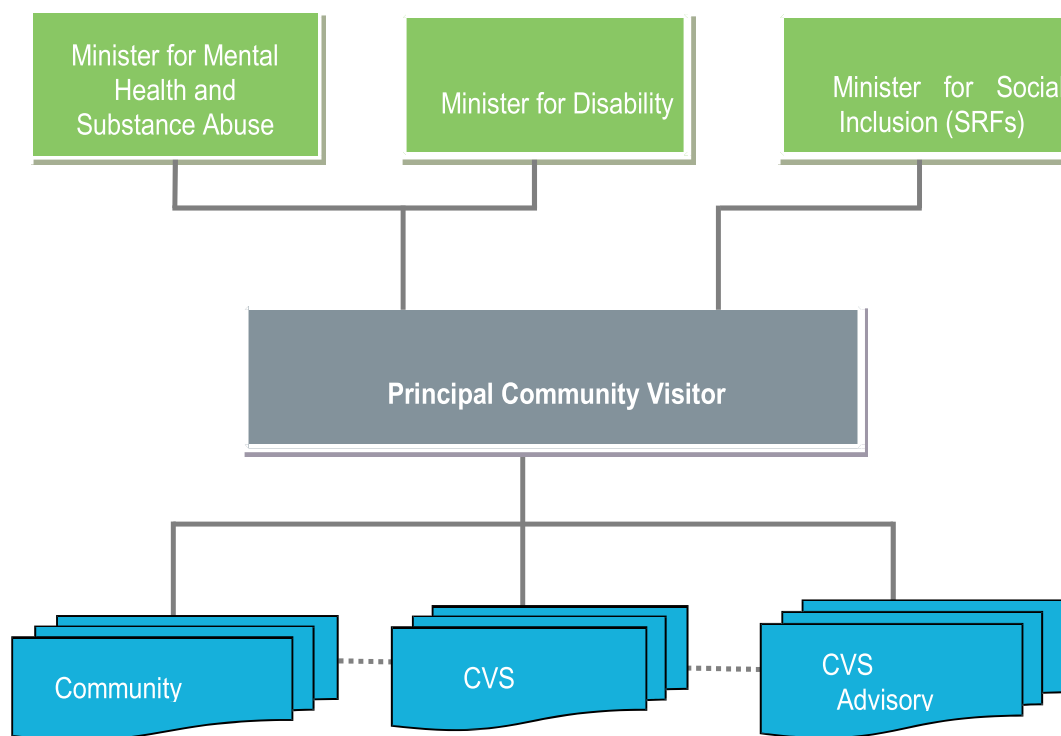 Minister for Mental
Health and
Substance Abuse
Minister for Disability
Minister for Social
Inclusion (SRFs)
Principal Community Visitor
Community
CVS
CVS
Advisory